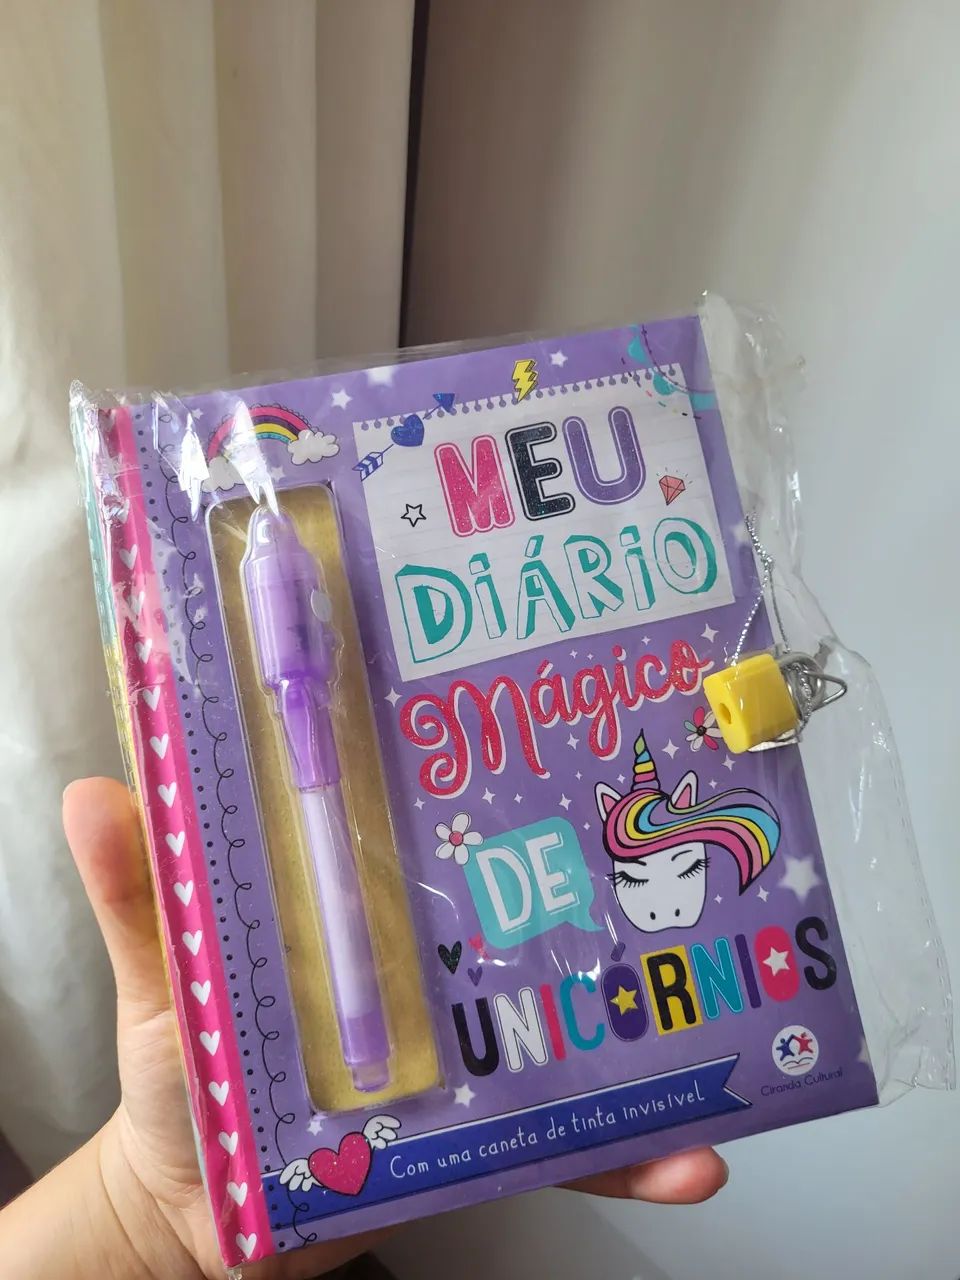 MEU
DIÁRIO
Mágico
DE
UNICÓRNIOS
Ciranda Cultural
Com uma caneta de tinta invisível